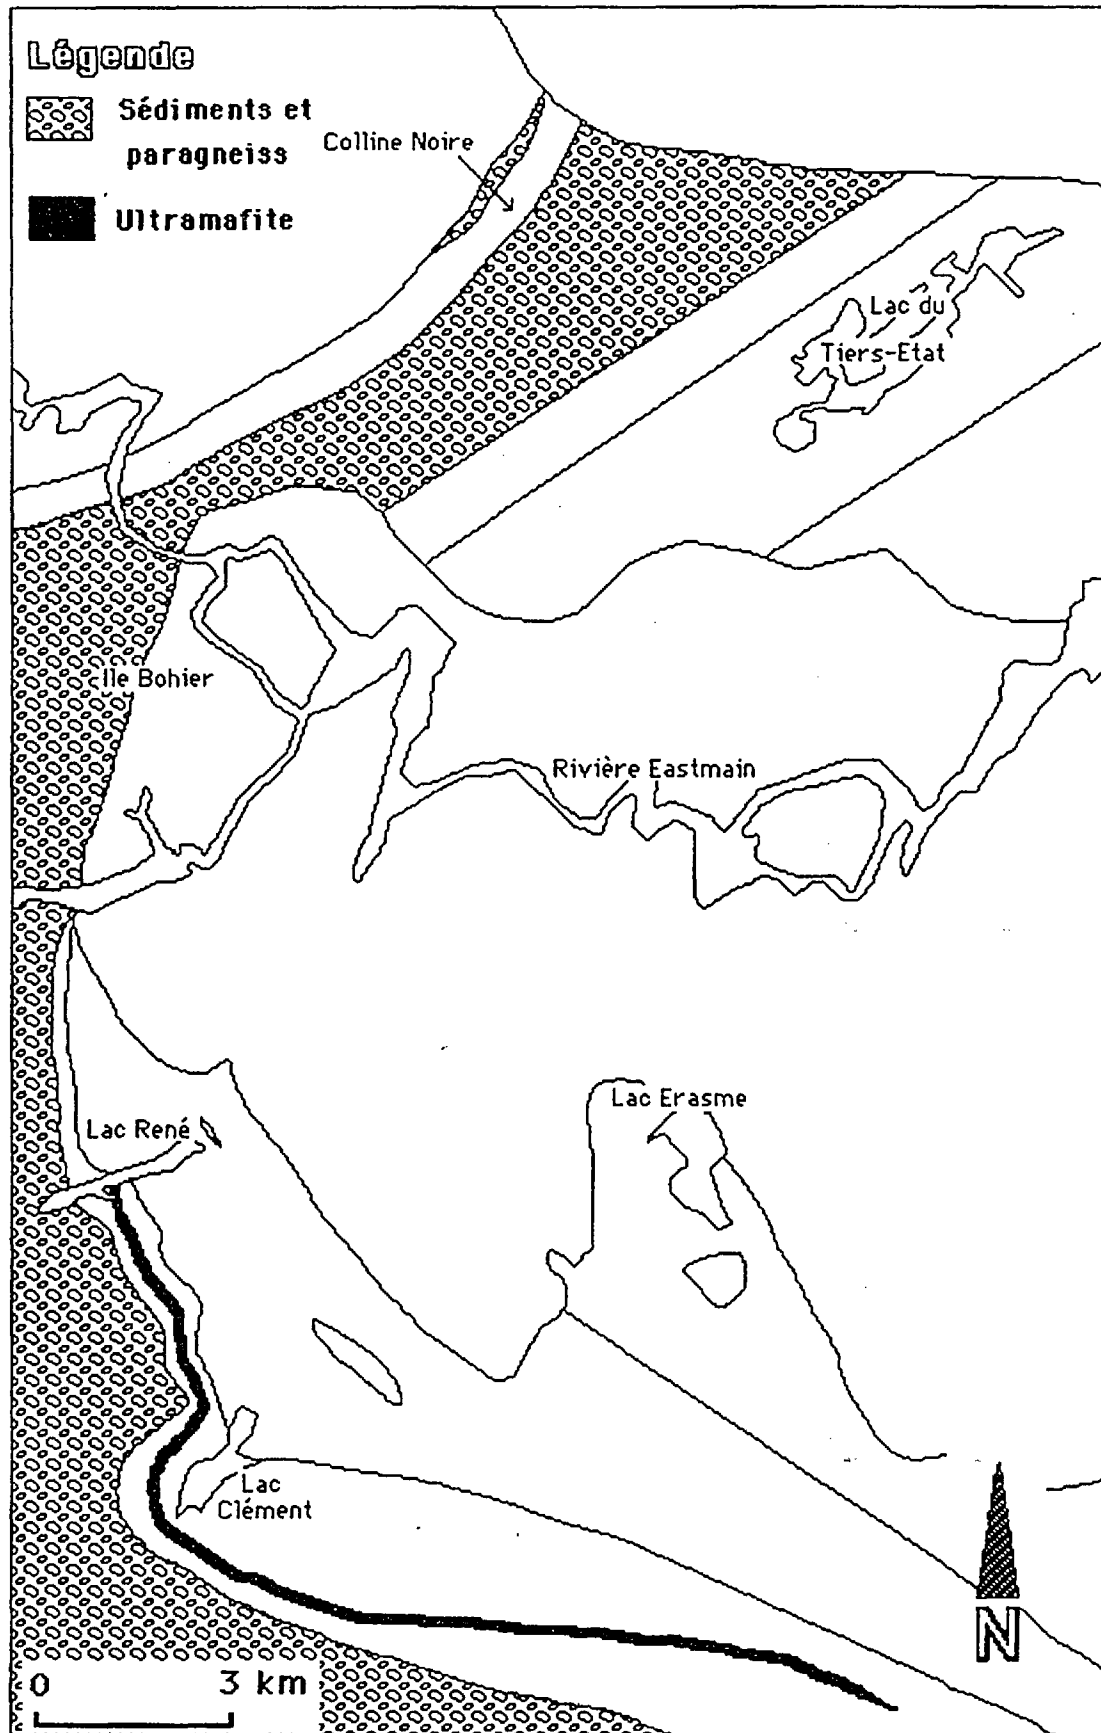 Légende
Sédiments et
paragneiss
Ultramafite
Colline Noire
Lac du
Tiers-Etat
Ile Bohier
Rivière Eastmain
Lac Erasme
Lac René
Lac
Clément
N
0 3 km